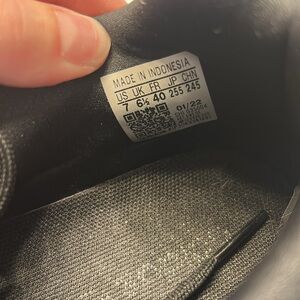 MADE IN INDONESIA
US UK FR JP CHN
7 6½ 40 255 245
01/22